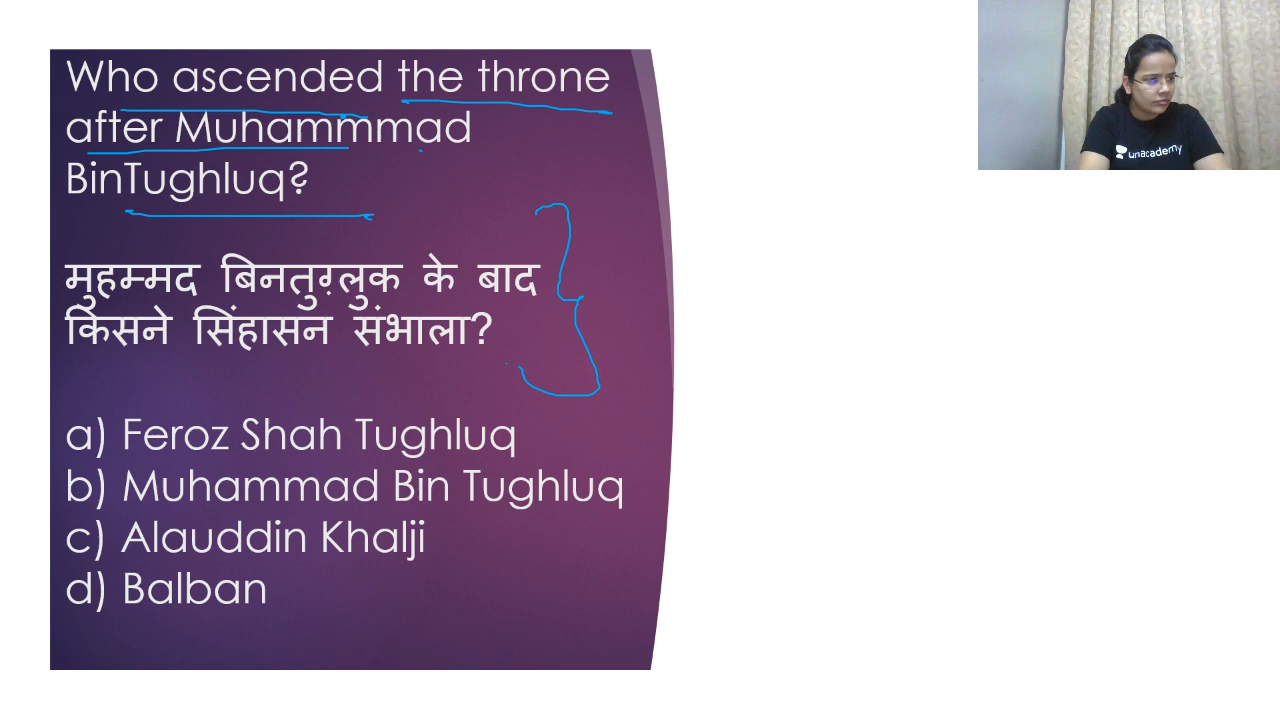 Who ascended the throne
after Muhammmad
BinTughluq?
मुहम्मद बिनतुग़्लुक के बाद
किसने सिंहासन संभाला?
a) Feroz Shah Tughluq
b) Muhammad Bin Tughluq
c) Alauddin Khalji
d) Balban
unacademy